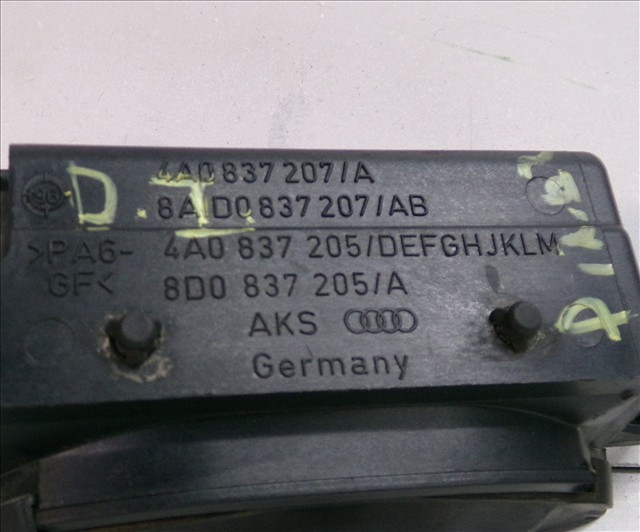 4A0 837 207/A
8A/D0 837 207/AB
>PA6- 4A0 837 205/DEFGHJKLM
GF< 8D0 837 205/A
AKS
Germany
D.I